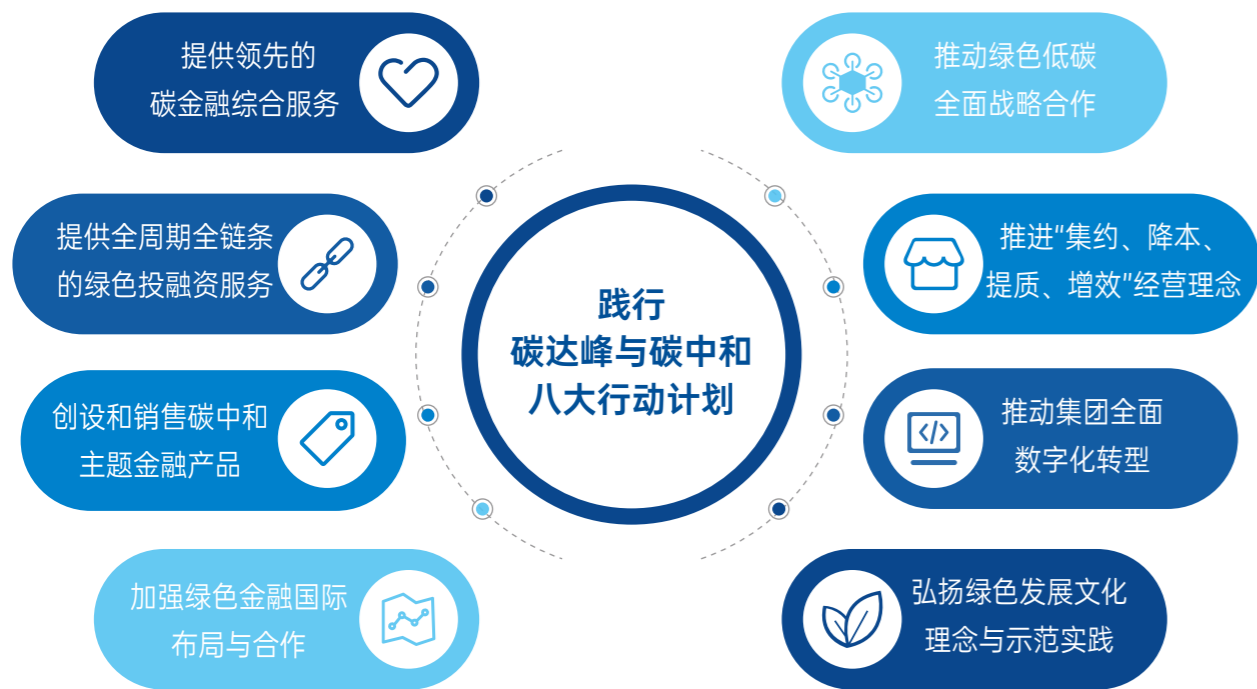 提供领先的
碳金融综合服务
提供全周期全链条
的绿色投融资服务
创设和销售碳中和
主题金融产品
加强绿色金融国际
布局与合作
践行
碳达峰与碳中和
八大行动计划
推动绿色低碳
全面战略合作
推进"集约、降本、
提质、增效"经营理念
推动集团全面
数字化转型
弘扬绿色发展文化
理念与示范实践